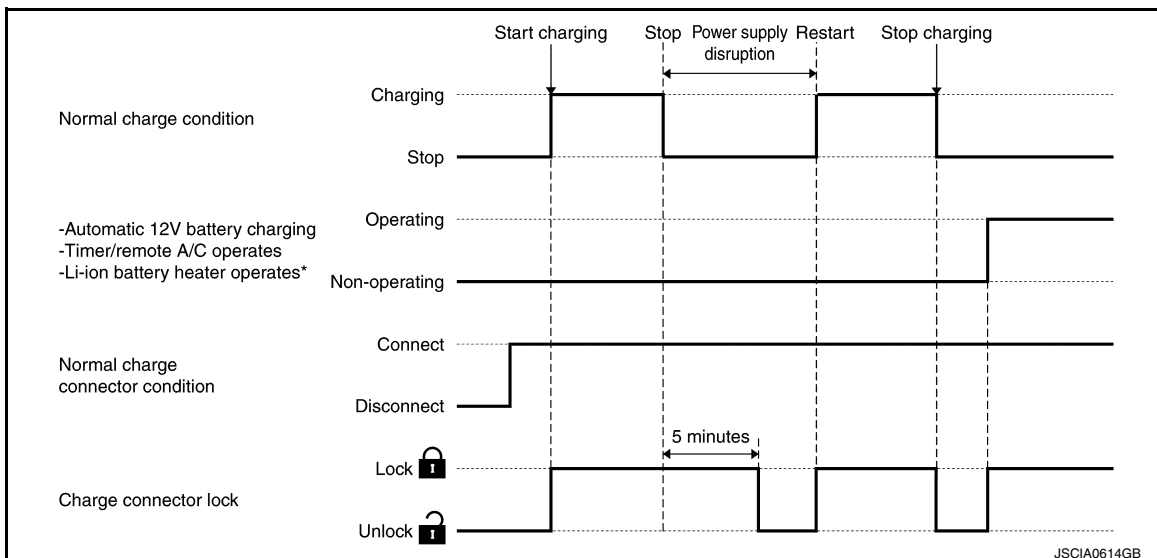 Start charging
Stop
Power supply
disruption
Restart
Stop charging
Normal charge condition
Charging
Stop
-Automatic 12V battery charging
-Timer/remote A/C operates
-Li-ion battery heater operates*
Operating
Non-operating
Normal charge
connector condition
Connect
Disconnect
5 minutes
Charge connector lock
Lock
Unlock
JSCIA0614GB